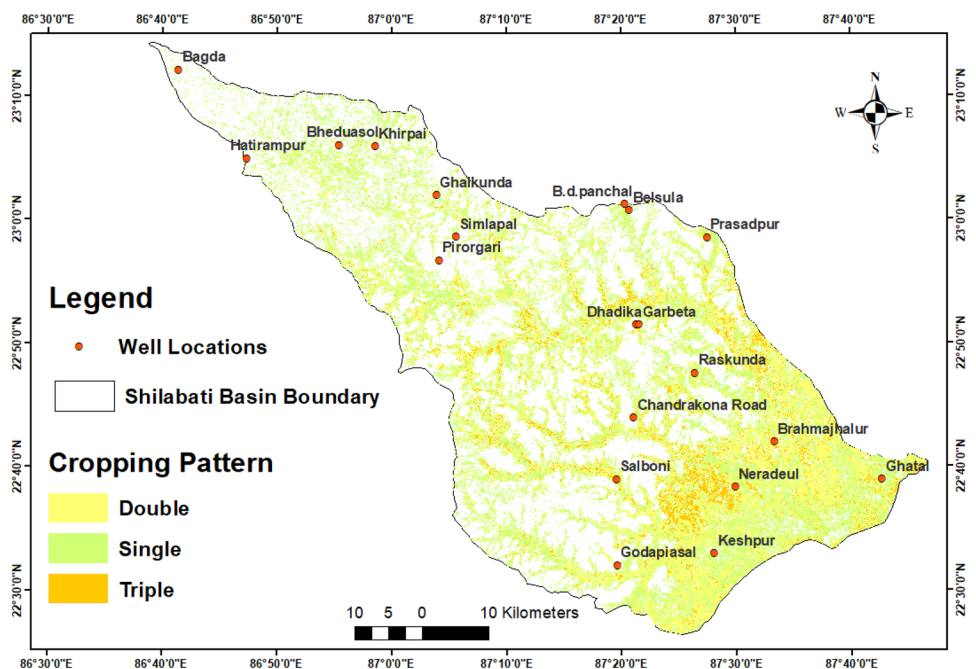 86°30'0"E 86°40'0"E 86°50'0"E 87°0'0"E 87°10'0"E 87°20'0"E 87°30'0"E 87°40'0"E
Bagda
N
W E
S
23°10'0"N 23°10'0"N
Bheduasol Khirpai
Hatirampur
Ghalkunda
B.d.panchal Belsula
23°0'0"N 23°0'0"N
Simlapal Prasadpur
Pirorgari
Legend
Dhadika Garbeta
Well Locations
22°50'0"N 22°50'0"N
Raskunda
Shilabati Basin Boundary
Chandrakona Road
Brahmajhalur
Cropping Pattern
22°40'0"N 22°40'0"N
Salboni Neradeul Ghatal
Double
Single
Keshpur
Godapiasal
Triple
22°30'0"N 22°30'0"N
10 5 0 10 Kilometers
86°30'0"E 86°40'0"E 86°50'0"E 87°0'0"E 87°10'0"E 87°20'0"E 87°30'0"E 87°40'0"E